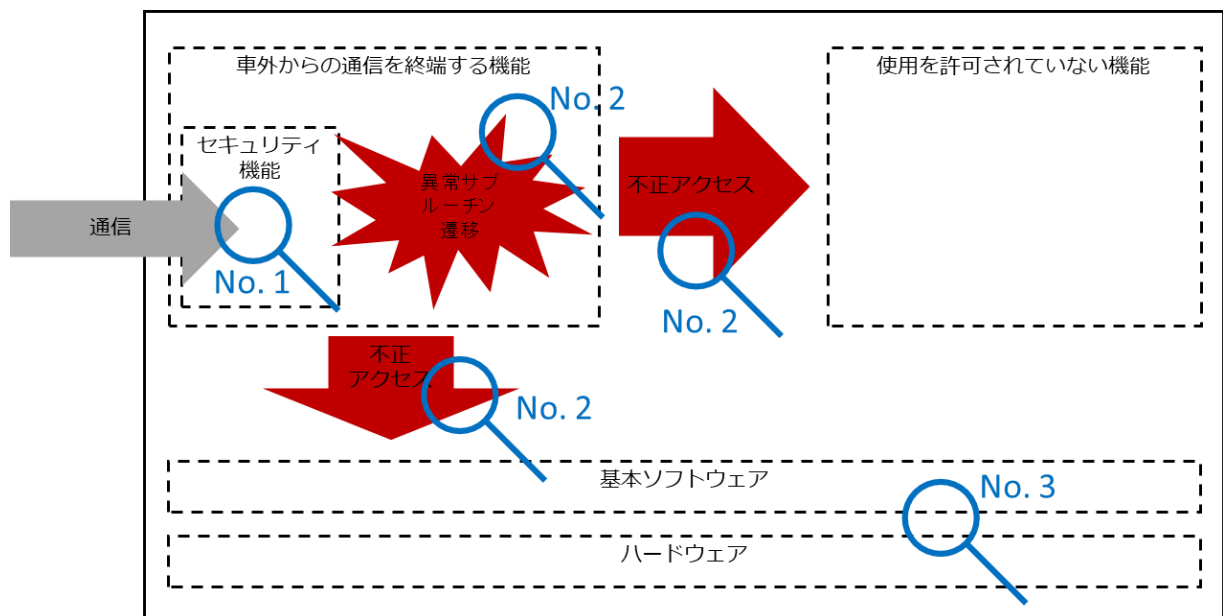 車外からの通信を終端する機能
使用を許可されていない機能
No. 2
セキュリティ
機能
異常サブ
ルーチン
遷移
不正アクセス
通信
No. 1
No. 2
不正
アクセス
No. 2
基本ソフトウェア
No. 3
ハードウェア